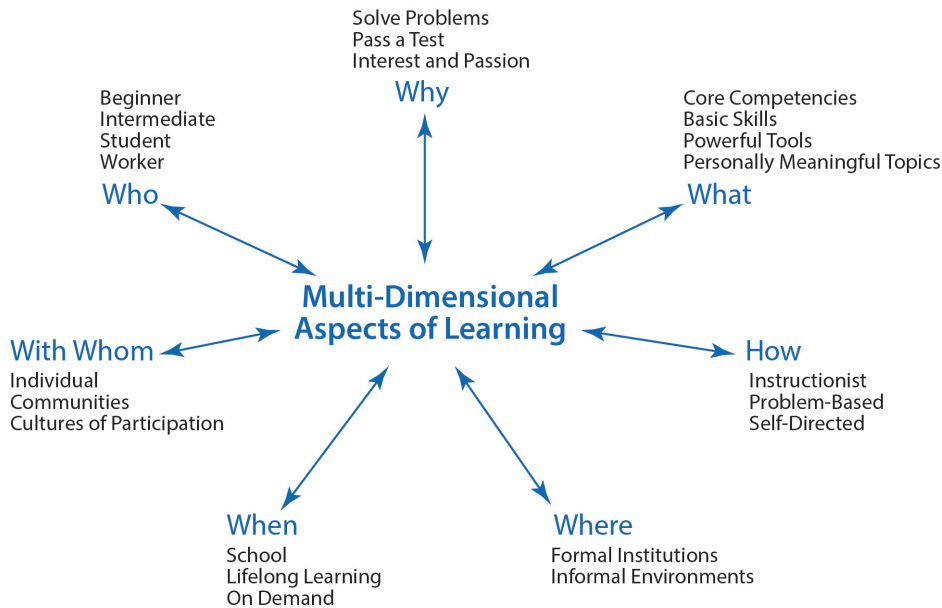 Solve Problems
Pass a Test
Interest and Passion
Why
Beginner
Intermediate
Student
Worker
Who
Core Competencies
Basic Skills
Powerful Tools
Personally Meaningful Topics
What
Multi-Dimensional
Aspects of Learning
With Whom
Individual
Communities
Cultures of Participation
How
Instructionist
Problem-Based
Self-Directed
When
School
Lifelong Learning
On Demand
Where
Formal Institutions
Informal Environments